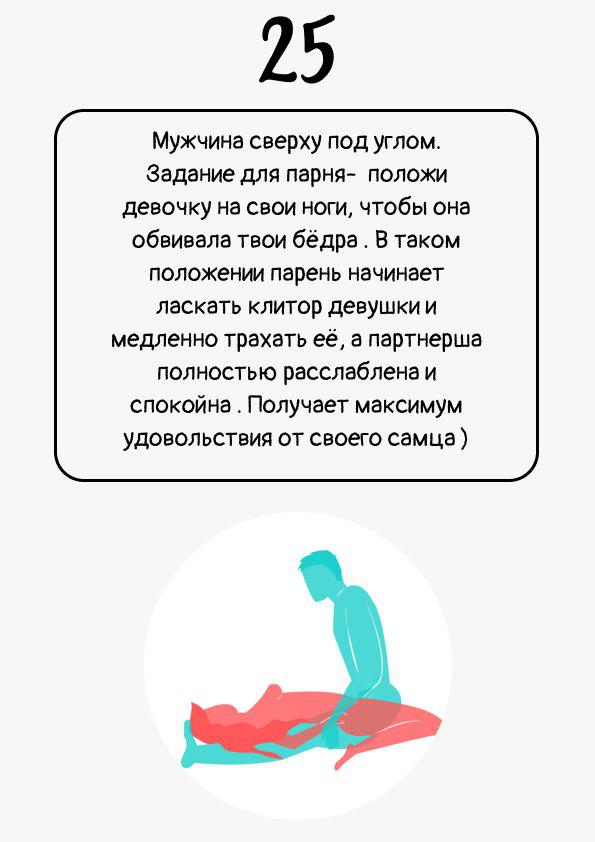 25
Мужчина сверху под углом.
Задание для парня- положи
девочку на свои ноги, чтобы она
обвивала твои бёдра . В таком
положении парень начинает
ласкать клитор девушки и
медленно трахать её, а партнерша
полностью расслаблена и
спокойна . Получает максимум
удовольствия от своего самца )